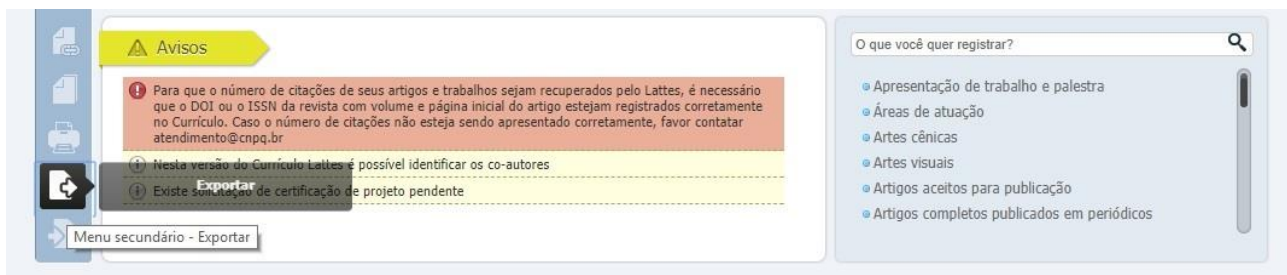 Avisos
Para que o número de citações de seus artigos e trabalhos sejam recuperados pelo Lattes, é necessário
que o DOI ou o ISSN da revista com volume e página inicial do artigo estejam registrados corretamente
no Currículo. Caso o número de citações não esteja sendo apresentado corretamente, favor contatar
atendimento@cnpq.br
Nesta versão do Currículo Lattes é possível identificar os co-autores
Existe solicitação de certificação de projeto pendente
Exportar
Menu secundário - Exportar
O que você quer registrar?
Apresentação de trabalho e palestra
Áreas de atuação
Artes cênicas
Artes visuais
Artigos aceitos para publicação
Artigos completos publicados em periódicos